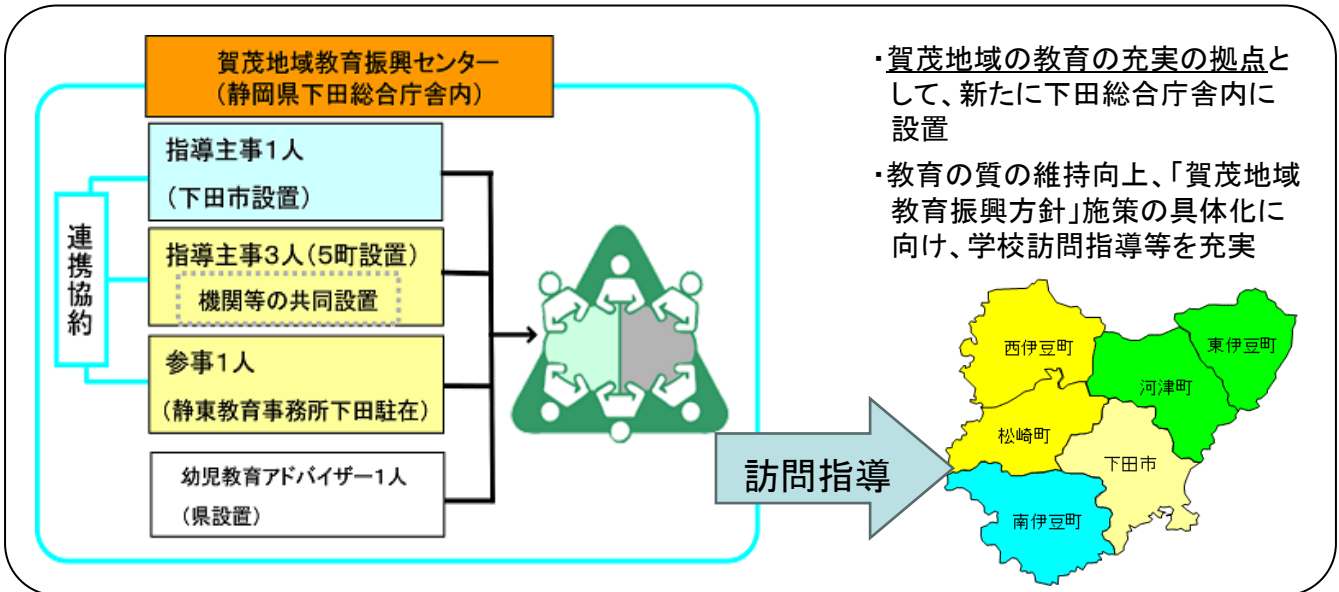 賀茂地域教育振興センター
(静岡県下田総合庁舎内)
連携協約
指導主事1人
(下田市設置)
指導主事3人(5町設置)
機関等の共同設置
参事1人
(静東教育事務所下田駐在)
幼児教育アドバイザー1人
(県設置)
訪問指導
・賀茂地域の教育の充実の拠点と
して、新たに下田総合庁舎内に
設置
・教育の質の維持向上、「賀茂地域
教育振興方針」施策の具体化に
向け、学校訪問指導等を充実
西伊豆町
東伊豆町
河津町
松崎町
下田市
南伊豆町